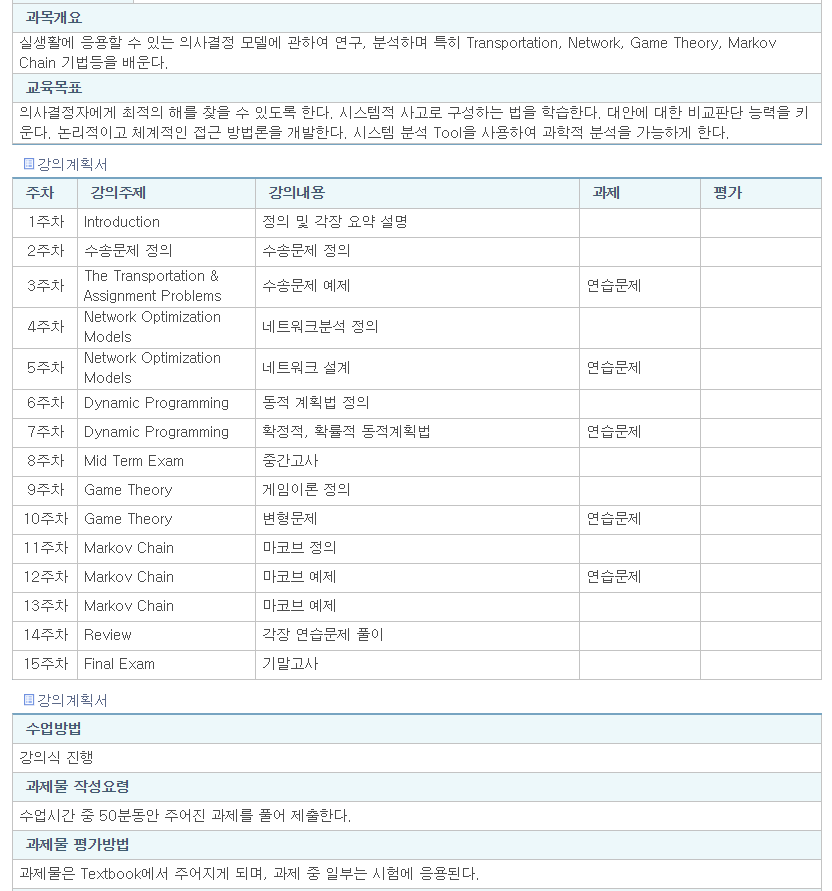 과목개요
실생활에 응용할 수 있는 의사결정 모델에 관하여 연구, 분석하며 특히 Transportation, Network, Game Theory, Markov
Chain 기법등을 배운다.
교육목표
의사결정자에게 최적의 해를 찾을 수 있도록 한다. 시스템적 사고로 구성하는 법을 학습한다. 대안에 대한 비교판단 능력을 키
운다. 논리적이고 체계적인 접근 방법론을 개발한다. 시스템 분석 Tool을 사용하여 과학적 분석을 가능하게 한다.
강의계획서
주차 강의주제 강의내용 과제 평가
1주차 Introduction 정의 및 각장 요약 설명
2주차 수송문제 정의 수송문제 정의
3주차 The Transportation &
Assignment Problems 수송문제 예제 연습문제
4주차 Network Optimization
Models 네트워크분석 정의
5주차 Network Optimization
Models 네트워크 설계 연습문제
6주차 Dynamic Programming 동적 계획법 정의
7주차 Dynamic Programming 확정적, 확률적 동적계획법 연습문제
8주차 Mid Term Exam 중간고사
9주차 Game Theory 게임이론 정의
10주차 Game Theory 변형문제 연습문제
11주차 Markov Chain 마코브 정의
12주차 Markov Chain 마코브 예제 연습문제
13주차 Markov Chain 마코브 예제
14주차 Review 각장 연습문제 풀이
15주차 Final Exam 기말고사
강의계획서
수업방법
강의식 진행
과제물 작성요령
수업시간 중 50분동안 주어진 과제를 풀어 제출한다.
과제물 평가방법
과제물은 Textbook에서 주어지게 되며, 과제 중 일부는 시험에 응용된다.